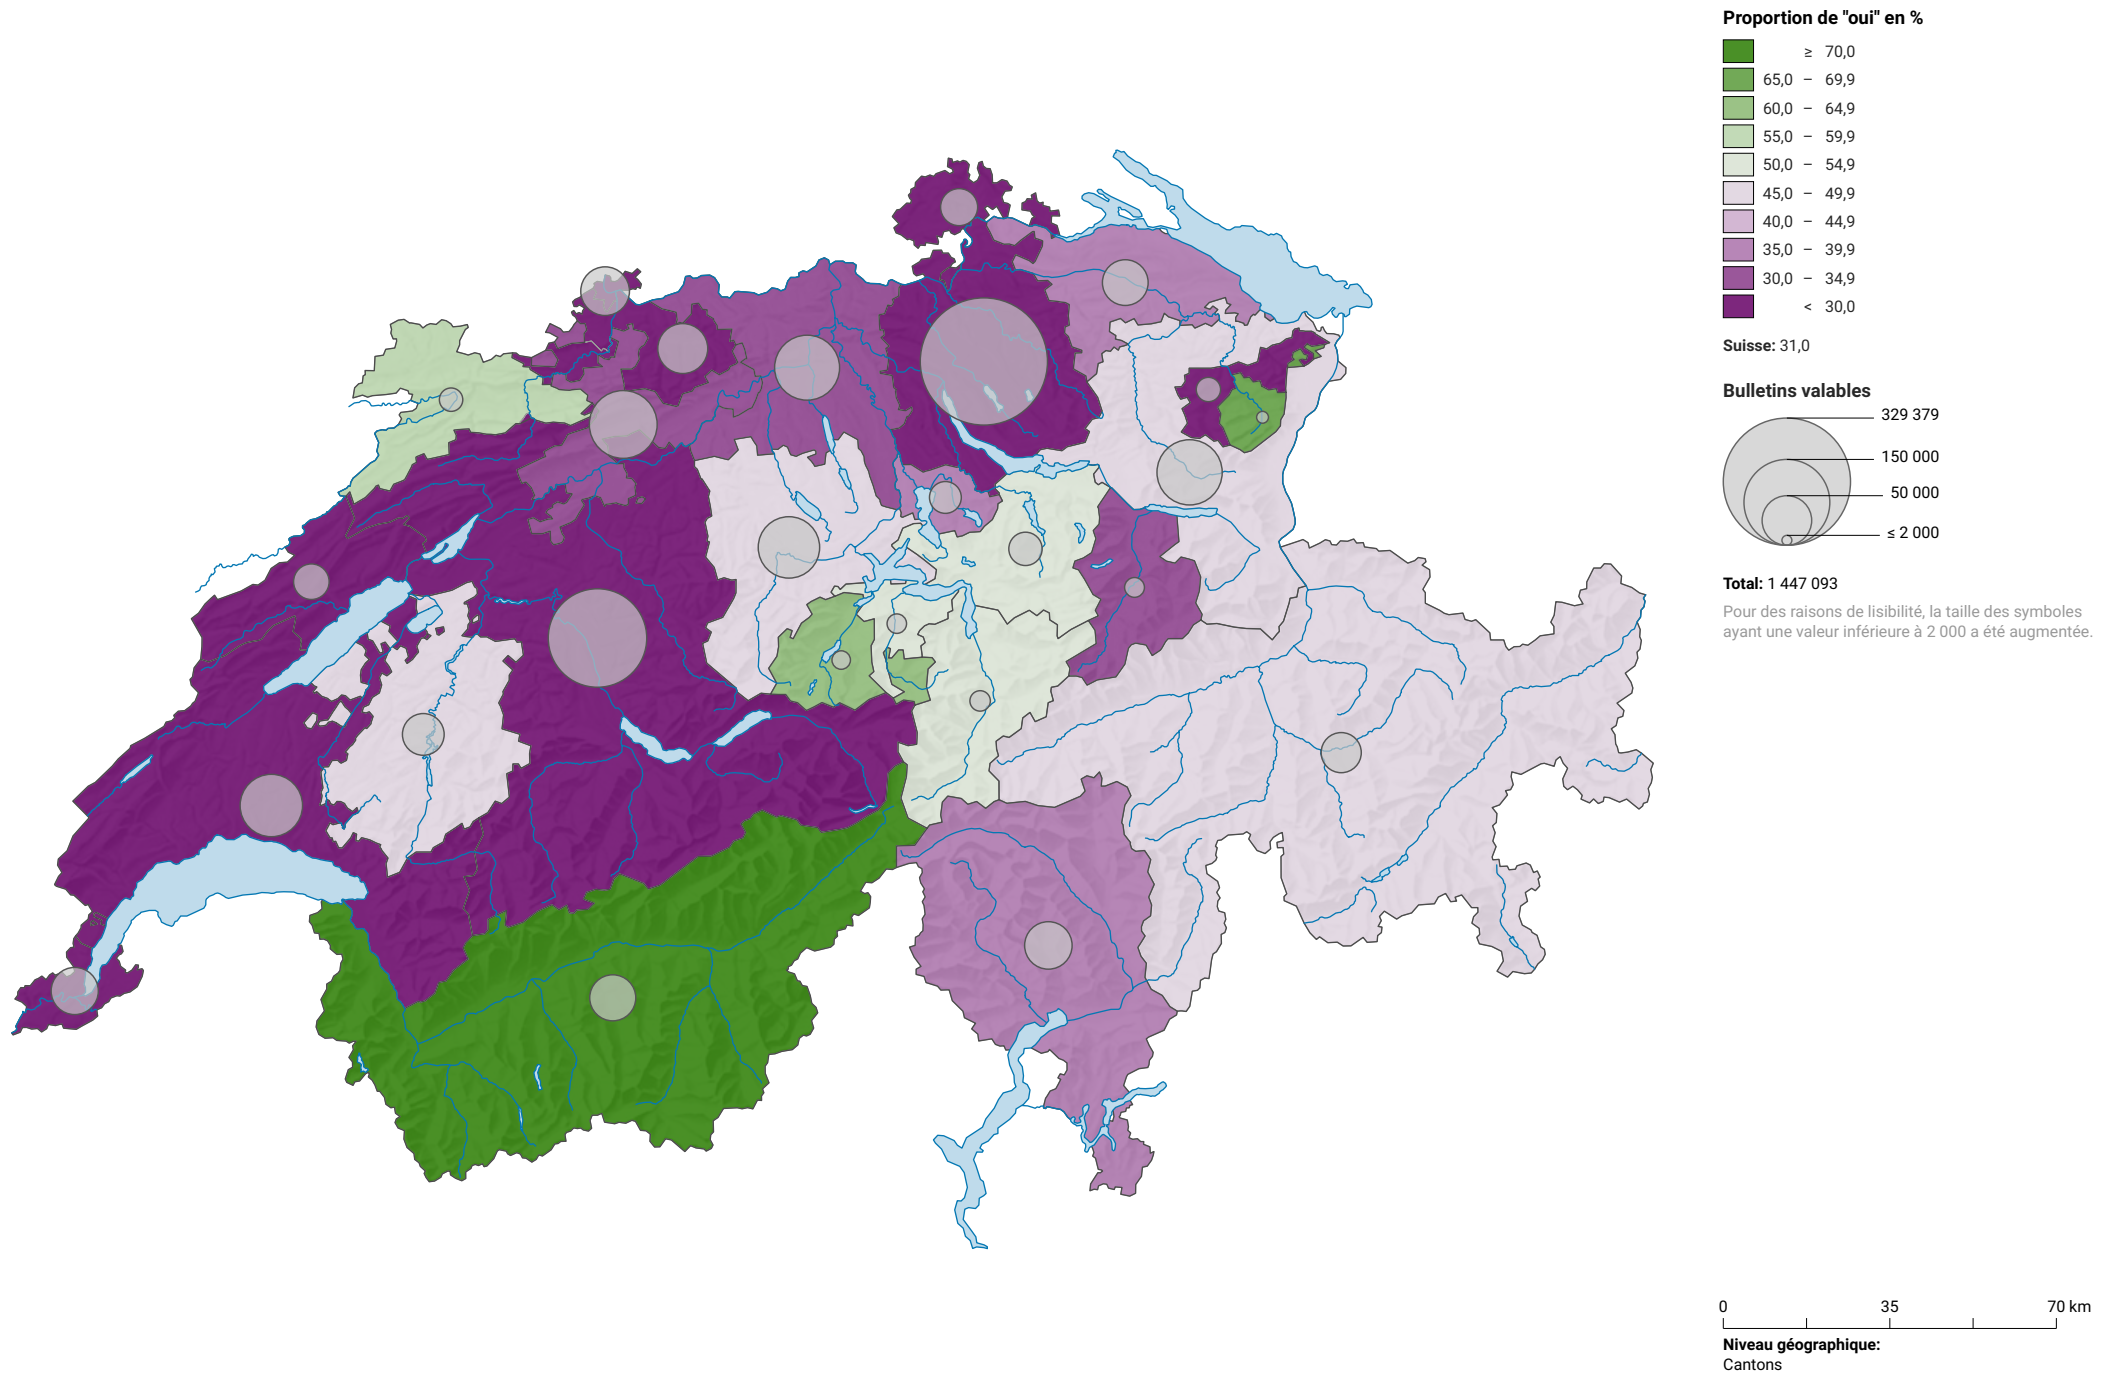 Proportion de "oui" en %
≥ 70,0
65,0 – 69,9
60,0 – 64,9
55,0 – 59,9
50,0 – 54,9
45,0 – 49,9
40,0 – 44,9
35,0 – 39,9
30,0 – 34,9
< 30,0
Suisse: 31,0
Bulletins valables
329 379
150 000
50 000
≤ 2 000
Total: 1 447 093
Pour des raisons de lisibilité, la taille des symboles
ayant une valeur inférieure à 2 000 a été augmentée.
0 35 70 km
Niveau géographique:
Cantons